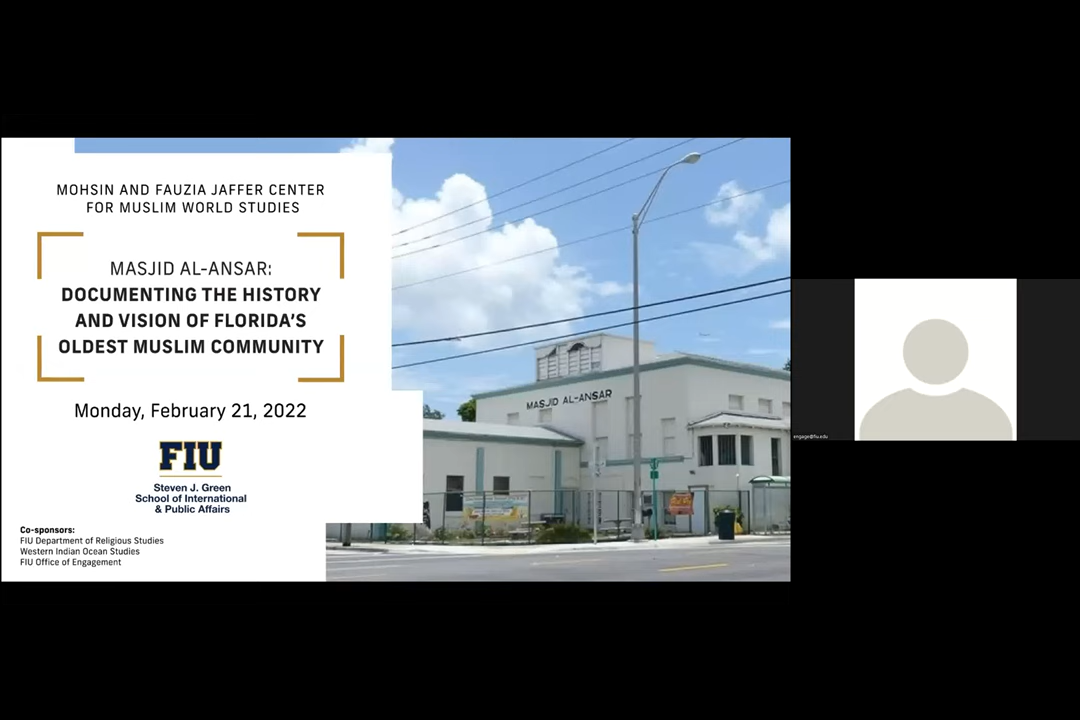 MOHSIN AND FAUZIA JAFFER CENTER
FOR MUSLIM WORLD STUDIES
MASJID AL-ANSAR:
DOCUMENTING THE HISTORY
AND VISION OF FLORIDA'S
OLDEST MUSLIM COMMUNITY
Monday, February 21, 2022
FIU
Steven J. Green
School of International
& Public Affairs
Co-sponsors:
FIU Department of Religious Studies
Western Indian Ocean Studies
FIU Office of Engagement
MASJID AL-ANSAR
engage@fiu.edu